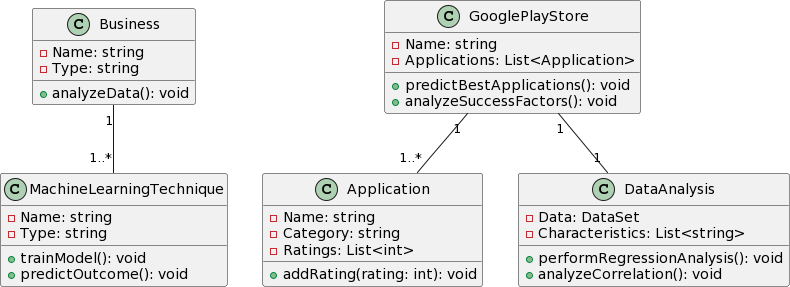 C Business
Name: string
Type: string
analyzeData(): void
C GooglePlayStore
Name: string
Applications: List<Application>
predictBestApplications(): void
analyzeSuccessFactors(): void
1
1..*
1
1..*
1
1
C MachineLearningTechnique
Name: string
Type: string
trainModel(): void
predictOutcome(): void
C Application
Name: string
Category: string
Ratings: List<int>
addRating(rating: int): void
C DataAnalysis
Data: DataSet
Characteristics: List<string>
performRegressionAnalysis(): void
analyzeCorrelation(): void